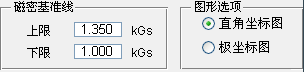 磁密基准线
上限 1.350 kGs
下限 1.000 kGs
图形选项
直角坐标图
极坐标图